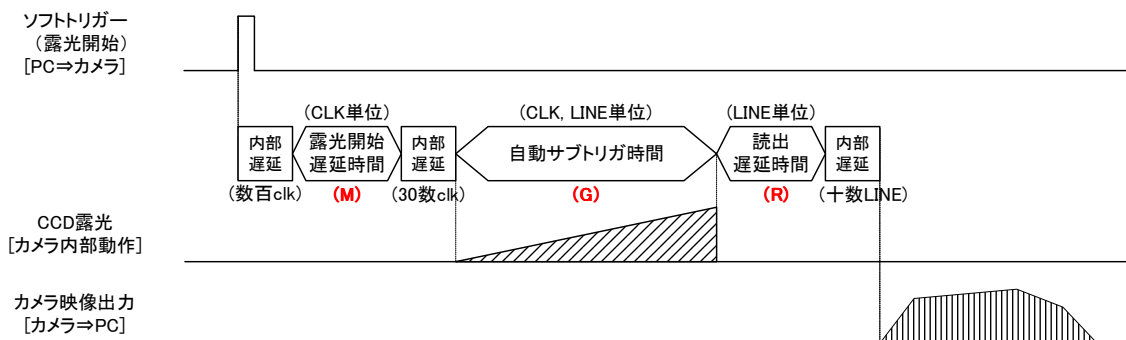 ソフトトリガー
（露光開始）
[PC⇒カメラ]
(CLK単位)
(CLK, LINE単位)
(LINE単位)
内部
遅延
露光開始
遅延時間
内部
遅延
自動サブトリガ時間
読出
遅延時間
内部
遅延
(数百clk)
(M)
(30数clk)
(G)
(R)
(十数LINE)
CCD露光
[カメラ内部動作]
カメラ映像出力
[カメラ⇒PC]